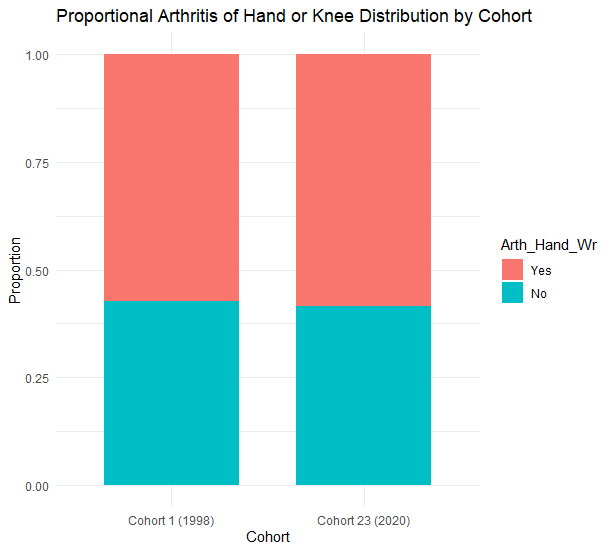 Proportional Arthritis of Hand or Knee Distribution by Cohort
1.00
0.75
0.50
0.25
0.00
Proportion
Cohort 1 (1998)
Cohort 23 (2020)
Cohort
Arth_Hand_Wr
Yes
No